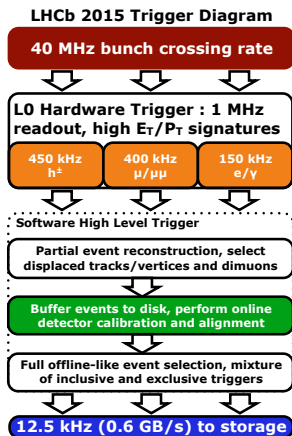 LHCb 2015 Trigger Diagram
40 MHz bunch crossing rate
L0 Hardware Trigger : 1 MHz
readout, high ET/PT signatures
450 kHz
h±
400 kHz
μ/μμ
150 kHz
e/γ
Software High Level Trigger
Partial event reconstruction, select
displaced tracks/vertices and dimuons
Buffer events to disk, perform online
detector calibration and alignment
Full offline-like event selection, mixture
of inclusive and exclusive triggers
12.5 kHz (0.6 GB/s) to storage